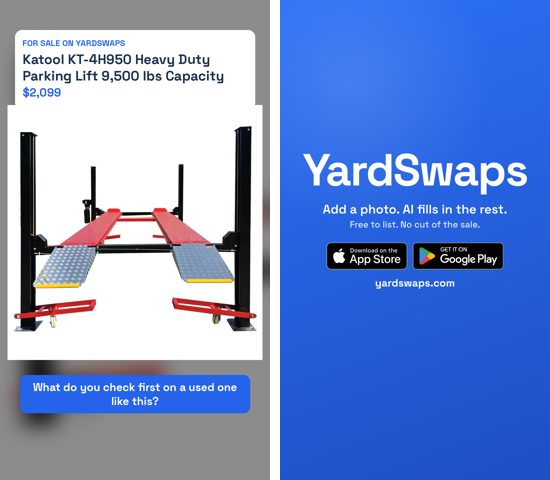 FOR SALE ON YARDSWAPS
Katool KT-4H950 Heavy Duty
Parking Lift 9,500 lbs Capacity
$2,099
What do you check first on a used one
like this?
YardSwaps
Add a photo. AI fills in the rest.
Free to list. No cut of the sale.
Download on the
App Store
GET IT ON
Google Play
yardswaps.com